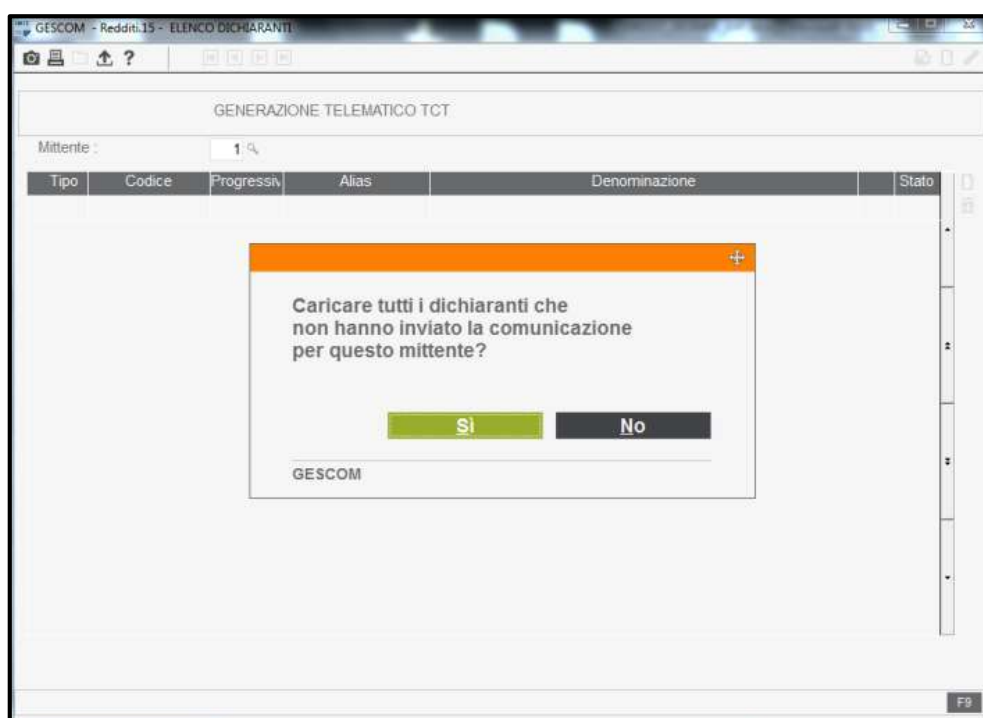 GESCOM - Redditi.15 - ELENCO DICHIARANTI
?
GENERAZIONE TELEMATICO TCT
Mittente : 1
Tipo Codice Progressiv Alias Denominazione Stato
Caricare tutti i dichiaranti che
non hanno inviato la comunicazione
per questo mittente?
Sì No
GESCOM
F9